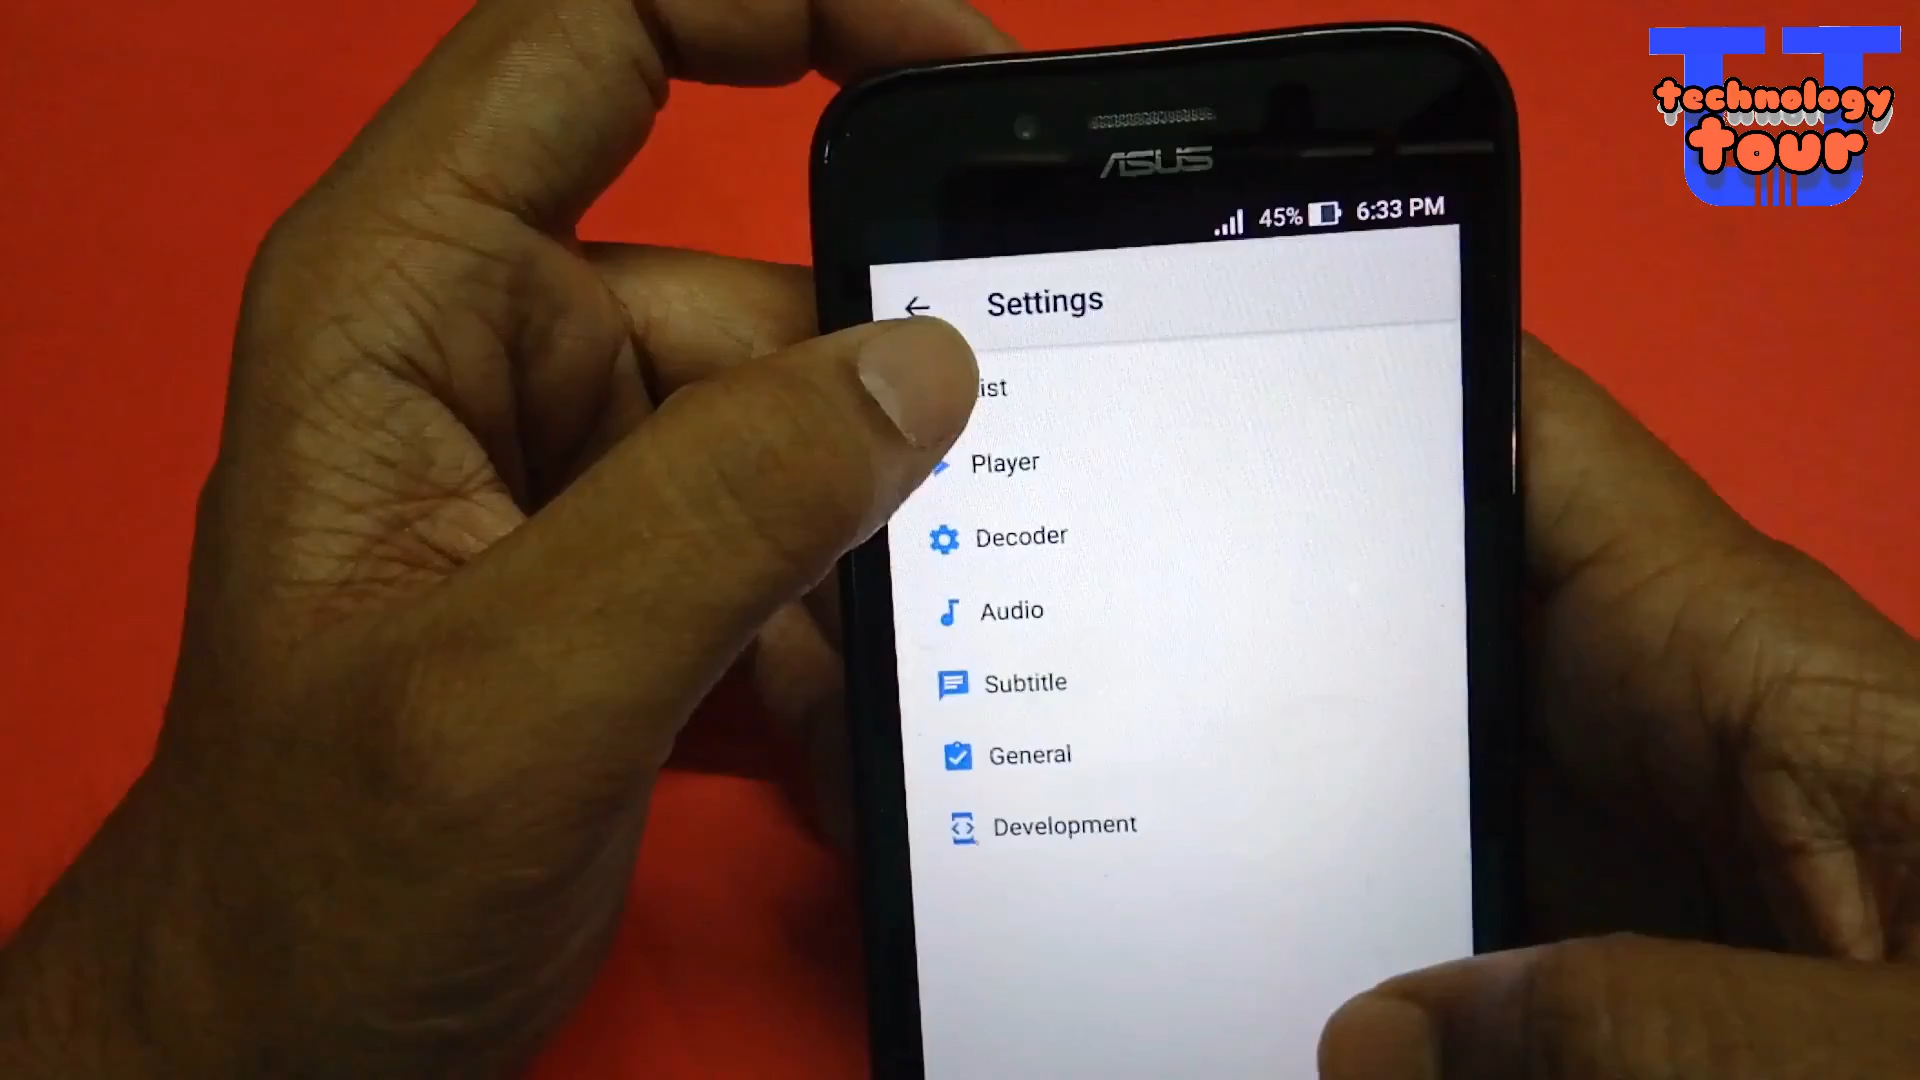 technology
tour
ASUS
45% 6:33 PM
Settings
ist
Player
Decoder
Audio
Subtitle
General
Development